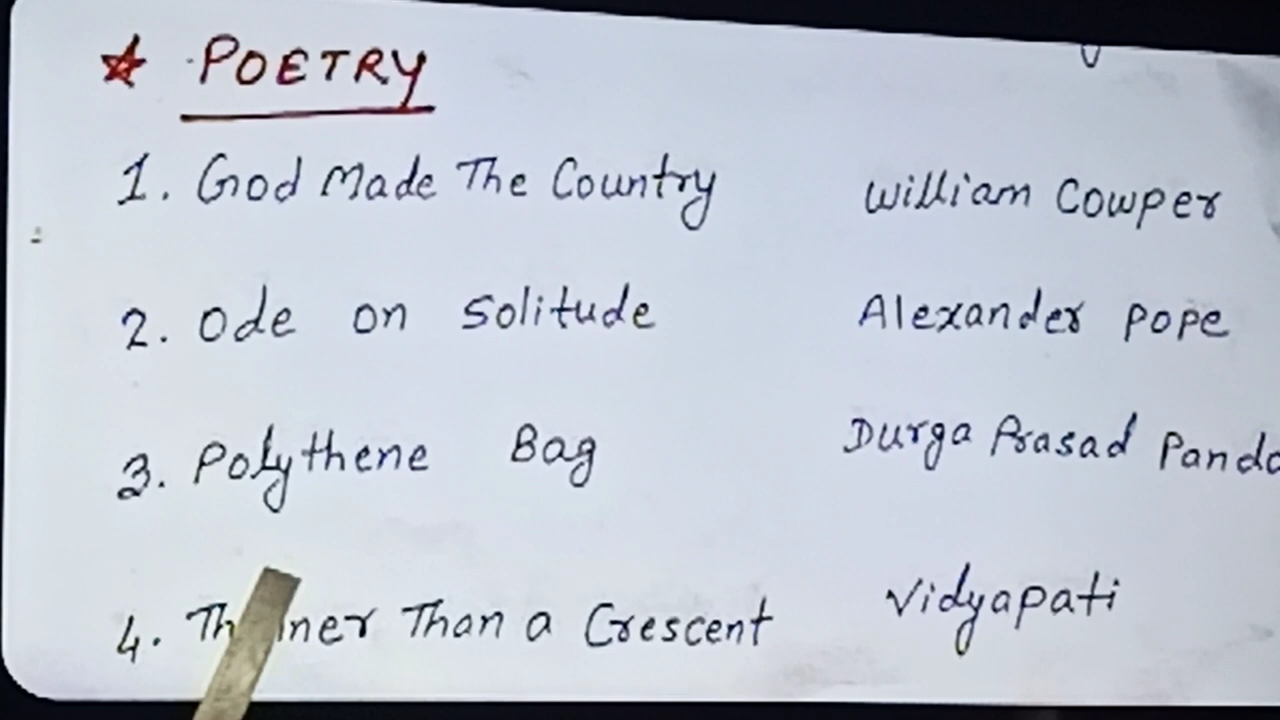 ★ POETRY
1. God Made The Country William Cowper
2. Ode on Solitude Alexander Pope
3. Polythene Bag Durga Prasad
4. Than a Crescent Vidyapati